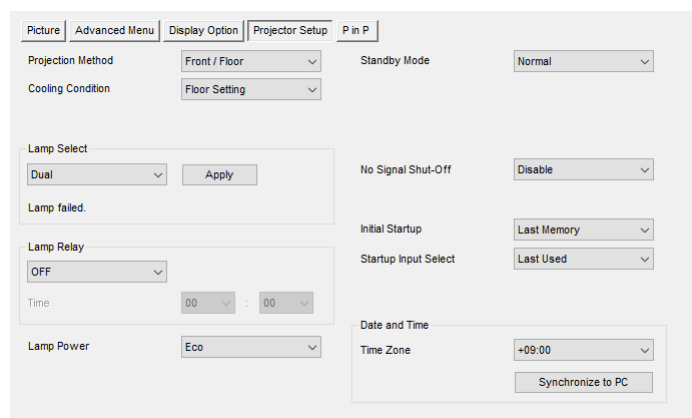 Picture Advanced Menu Display Option Projector Setup P in P
Projection Method Front / Floor Standby Mode Normal
Cooling Condition Floor Setting
Lamp Select
Dual Apply No Signal Shut-Off Disable
Lamp failed.
Initial Startup Last Memory
Lamp Relay
OFF Startup Input Select Last Used
Time 00 : 00
Date and Time
Lamp Power Eco Time Zone +09:00
Synchronize to PC